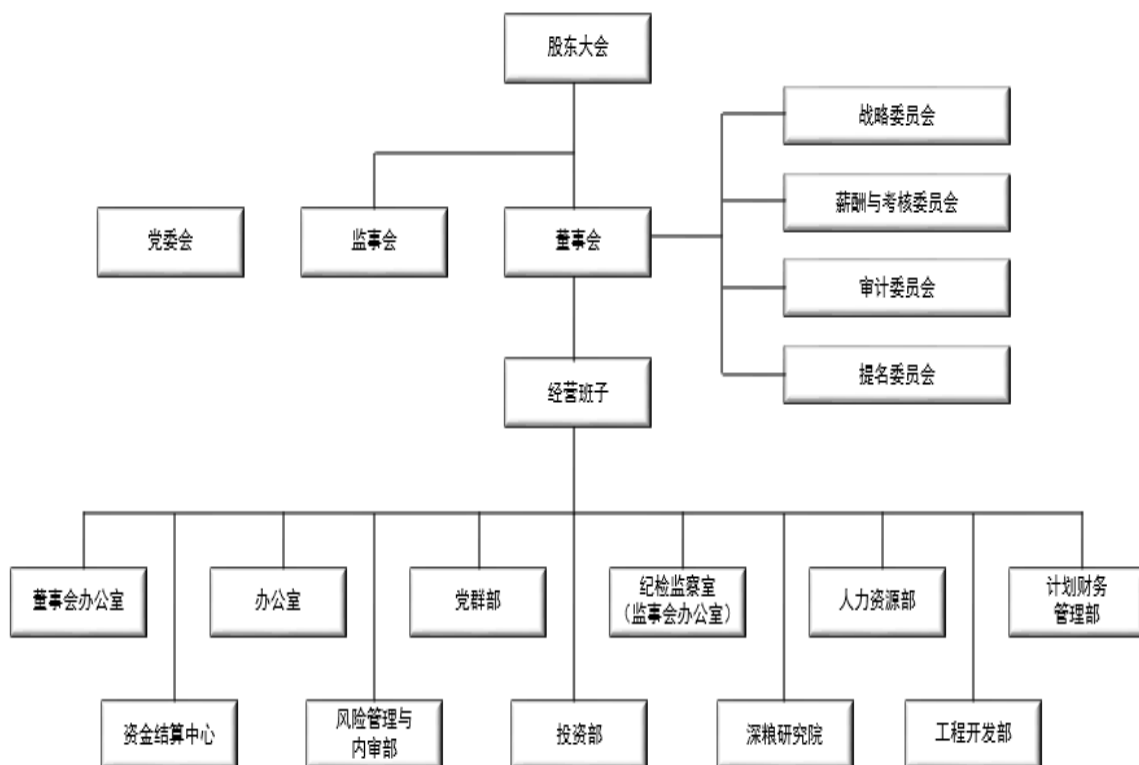 股东大会
战略委员会
薪酬与考核委员会
党委会
监事会
董事会
审计委员会
经营班子
提名委员会
董事会办公室
办公室
党群部
纪检监察室
（监事会办公室）
人力资源部
计划财务
管理部
资金结算中心
风险管理与
内审部
投资部
深粮研究院
工程开发部